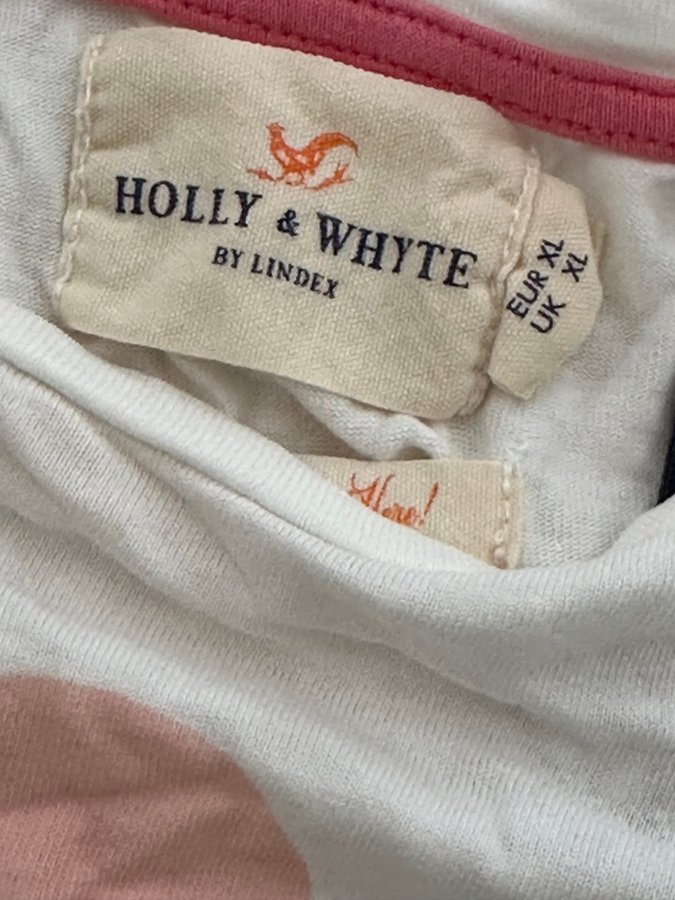 HOLLY & WHYTE
BY LINDEX
EUR XL
UK XL
Here!